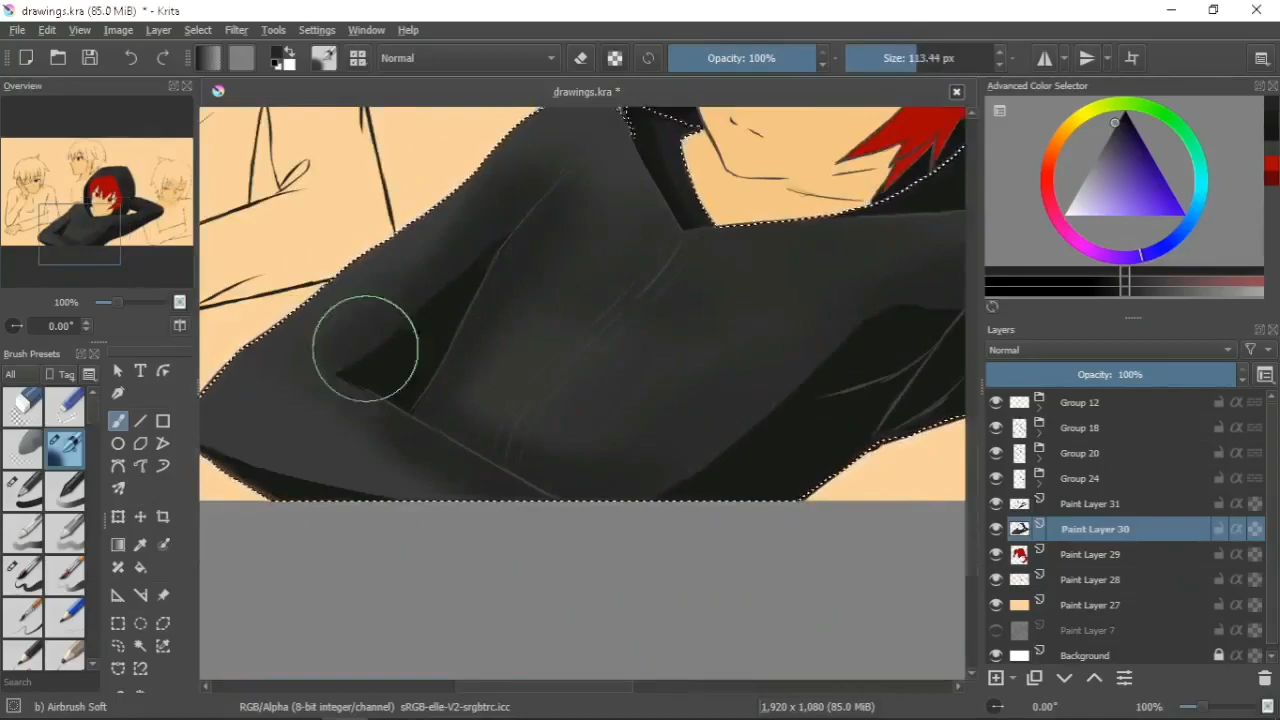 drawings.kra (85.0 MiB) * - Krita
File Edit View Image Layer Select Filter Tools Settings Window Help
Normal Opacity: 100% Size: 113.44 px
Overview
drawings.kra *
Advanced Color Selector
100%
0.00°
Brush Presets
All Tag
Search
Layers
Normal
Opacity: 100%
Group 12
Group 18
Group 20
Group 24
Paint Layer 31
Paint Layer 30
Paint Layer 29
Paint Layer 28
Paint Layer 27
Paint Layer 7
Background
b) Airbrush Soft RGB/Alpha (8-bit integer/channel) sRGB-elle-V2-srgbtrc.icc 1,920 x 1,080 (85.0 MiB) 0.00° 100%